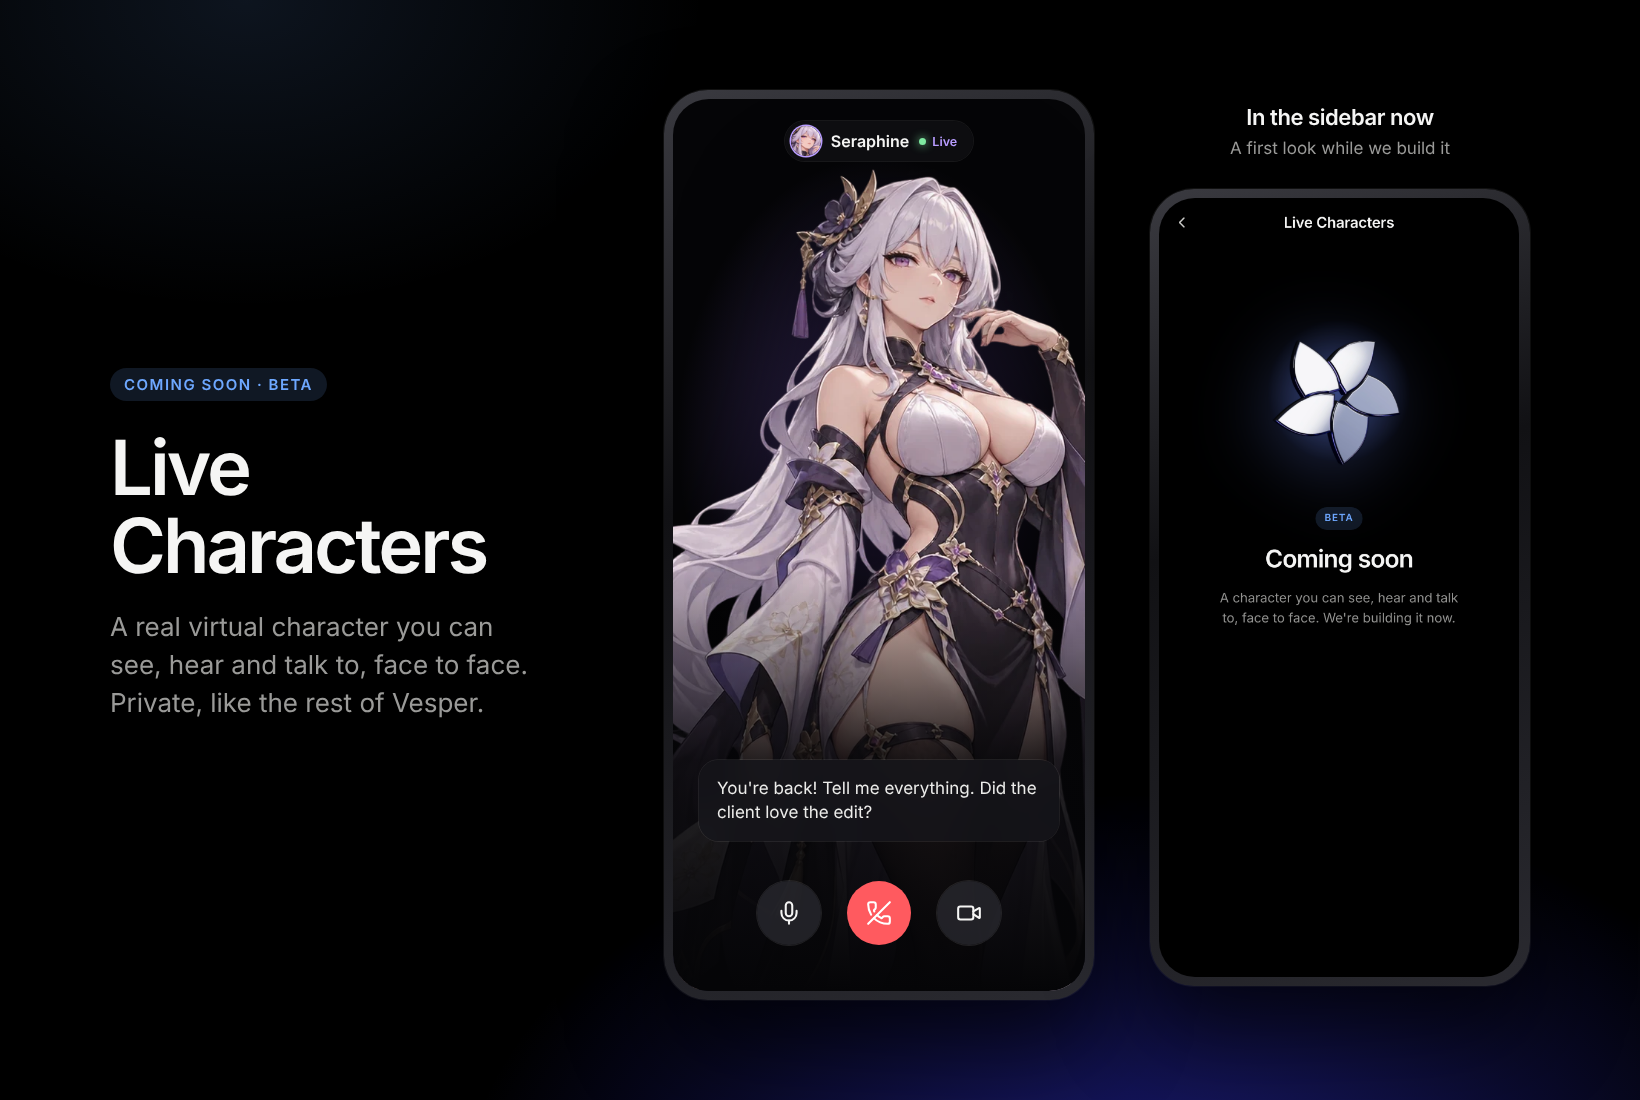 COMING SOON · BETA
Live
Characters
A real virtual character you can
see, hear and talk to, face to face.
Private, like the rest of Vesper.
Seraphine
Live
You're back! Tell me everything. Did the
client love the edit?
In the sidebar now
A first look while we build it
Live Characters
BETA
Coming soon
A character you can see, hear and talk
to, face to face. We're building it now.